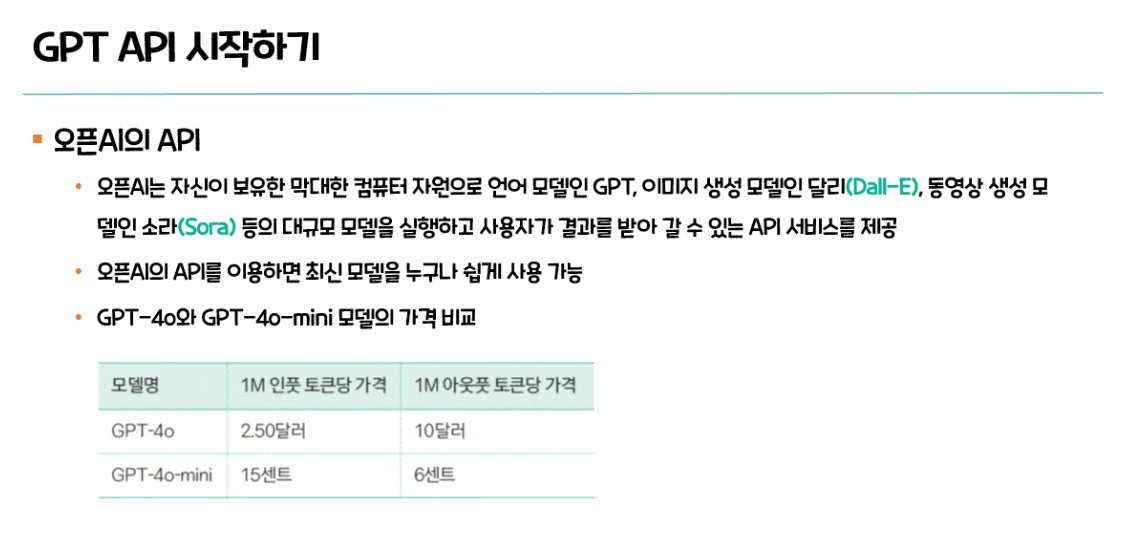 GPT API 시작하기
오픈AI의 API
오픈AI는 자신이 보유한 막대한 컴퓨터 자원으로 언어 모델인 GPT, 이미지 생성 모델인 달리(Dall-E), 동영상 생성 모
델인 소라(Sora) 등의 대규모 모델을 실행하고 사용자가 결과를 받아 갈 수 있는 API 서비스를 제공
오픈AI의 API를 이용하면 최신 모델을 누구나 쉽게 사용 가능
GPT-4o와 GPT-4o-mini 모델의 가격 비교
모델명 1M 인풋 토큰당 가격 1M 아웃풋 토큰당 가격
GPT-4o 2.50달러 10달러
GPT-4o-mini 15센트 6센트